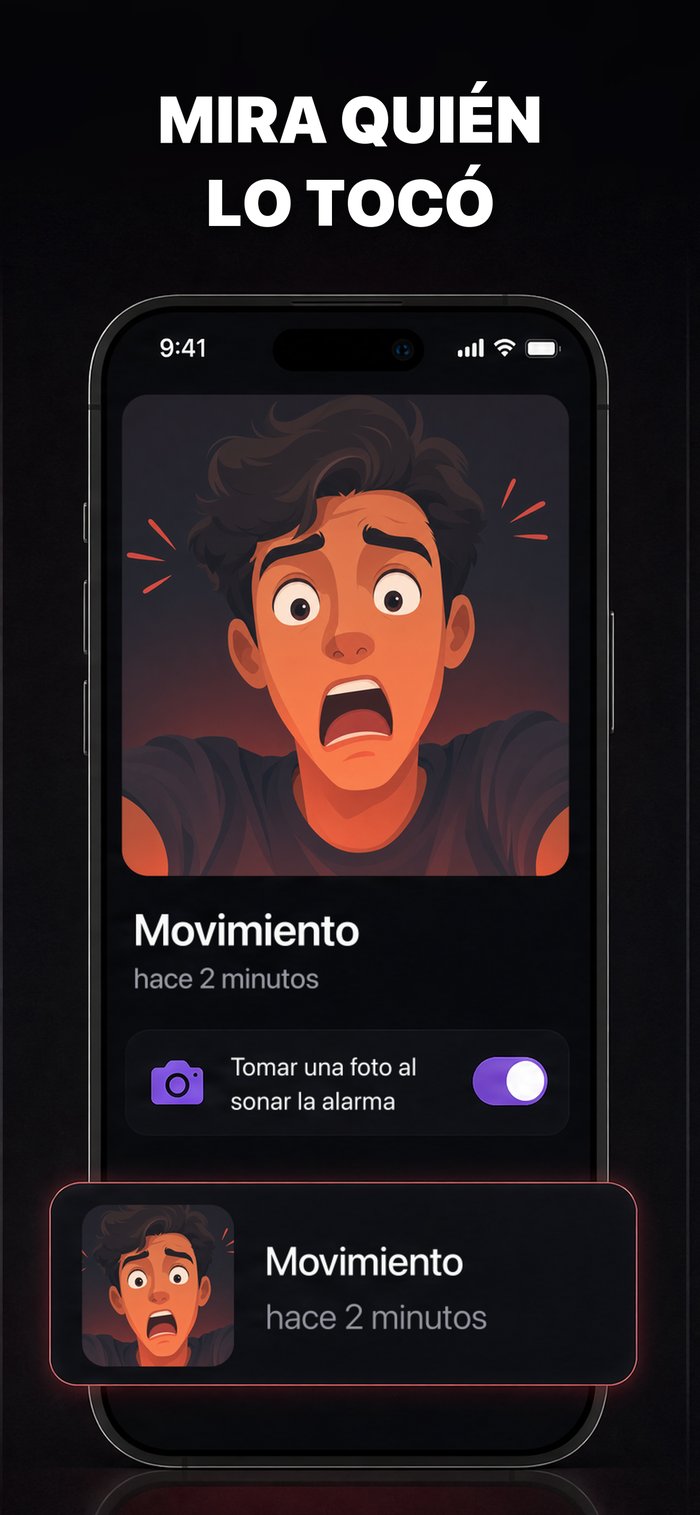 MIRA QUIÉN
LO TOCÓ
9:41
Movimiento
hace 2 minutos
Tomar una foto al
sonar la alarma
Movimiento
hace 2 minutos